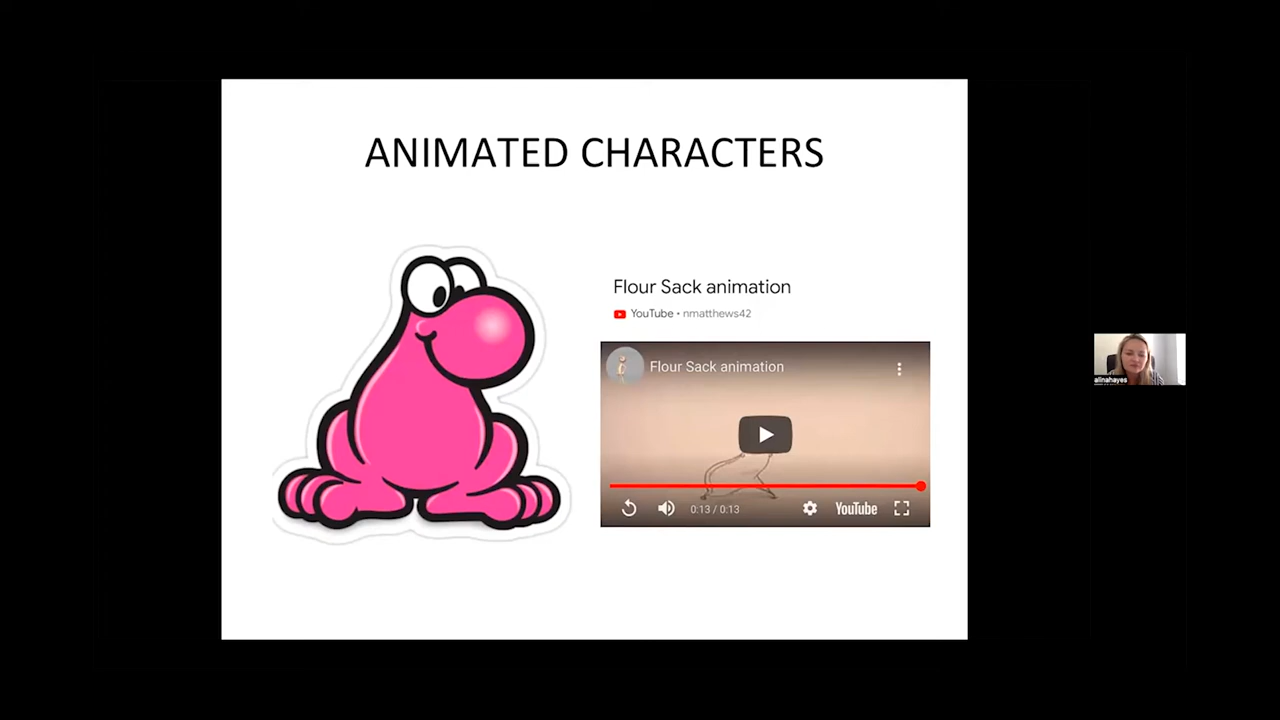 ANIMATED CHARACTERS
Flour Sack animation
YouTube • nmatthews42
Flour Sack animation
0:13 / 0:13
YouTube
alinahayes